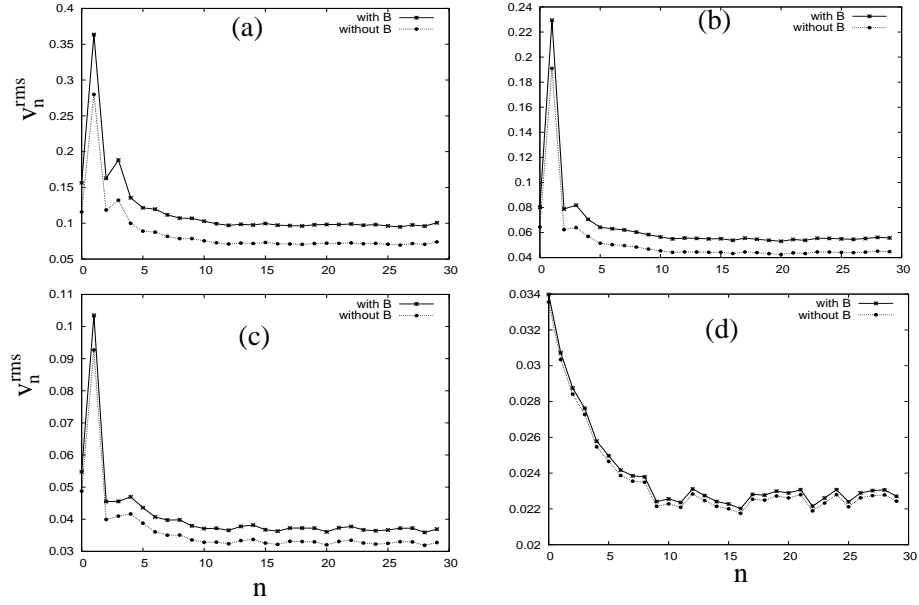 (a)
with B
without B
0.4
0.35
0.3
0.25
0.2
0.15
0.1
0.05
v_n^rms
0 5 10 15 20 25 30
(b)
with B
without B
0.24
0.22
0.2
0.18
0.16
0.14
0.12
0.1
0.08
0.06
0.04
0 5 10 15 20 25 30
(c)
with B
without B
0.11
0.1
0.09
0.08
0.07
0.06
0.05
0.04
0.03
v_n^rms
0 5 10 15 20 25 30
n
(d)
with B
without B
0.034
0.032
0.03
0.028
0.026
0.024
0.022
0.02
0 5 10 15 20 25 30
n